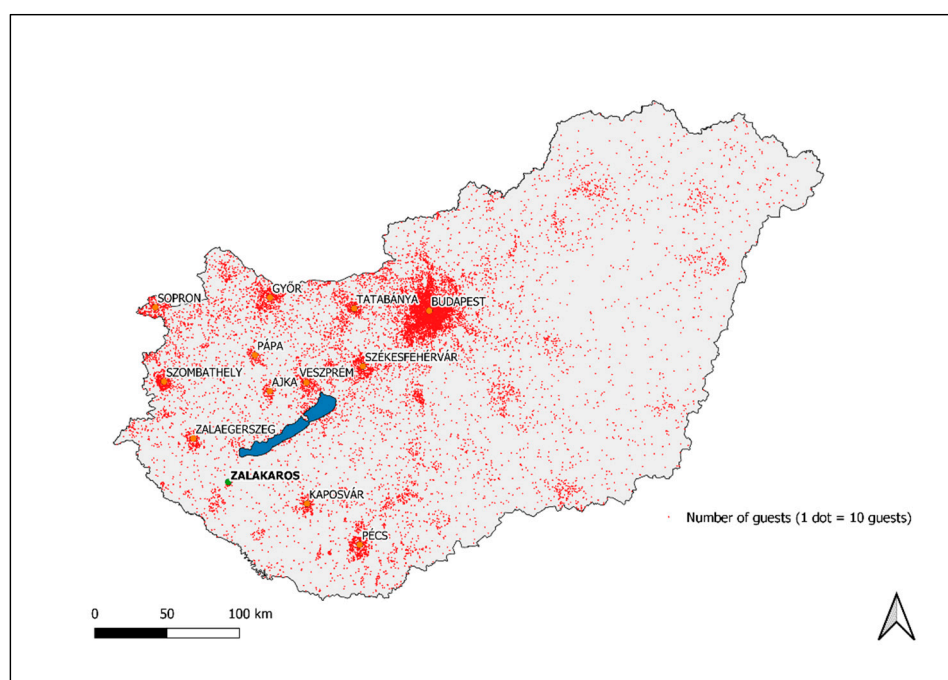 SOPRON
GYŐR
TATABÁNYA
BUDAPEST
PÁPA
SZÉKESFEHÉRVÁR
SZOMBATHELY
AJKA
VESZPRÉM
ZALAEGERSZEG
ZALAKAROS
KAPOSVÁR
PÉCS
Number of guests (1 dot = 10 guests)
0 50 100 km